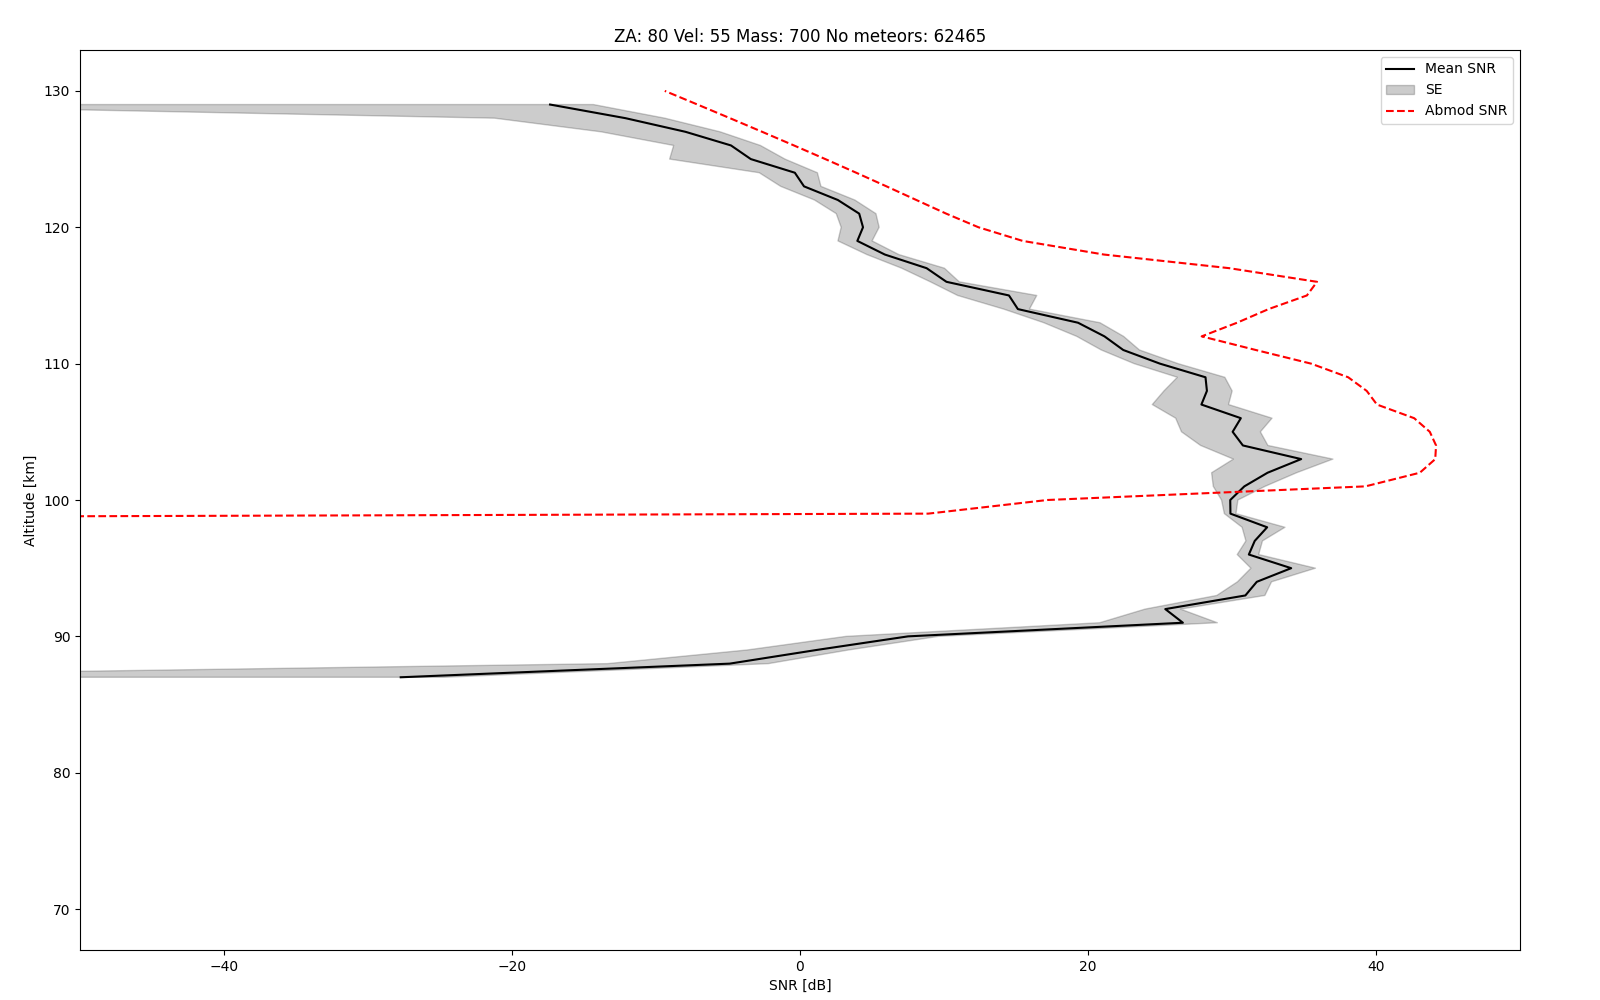 ZA: 80 Vel: 55 Mass: 700 No meteors: 62465
Mean SNR
SE
Abmod SNR
130
120
110
100
90
80
70
Altitude [km]
−40
−20
0
20
40
SNR [dB]